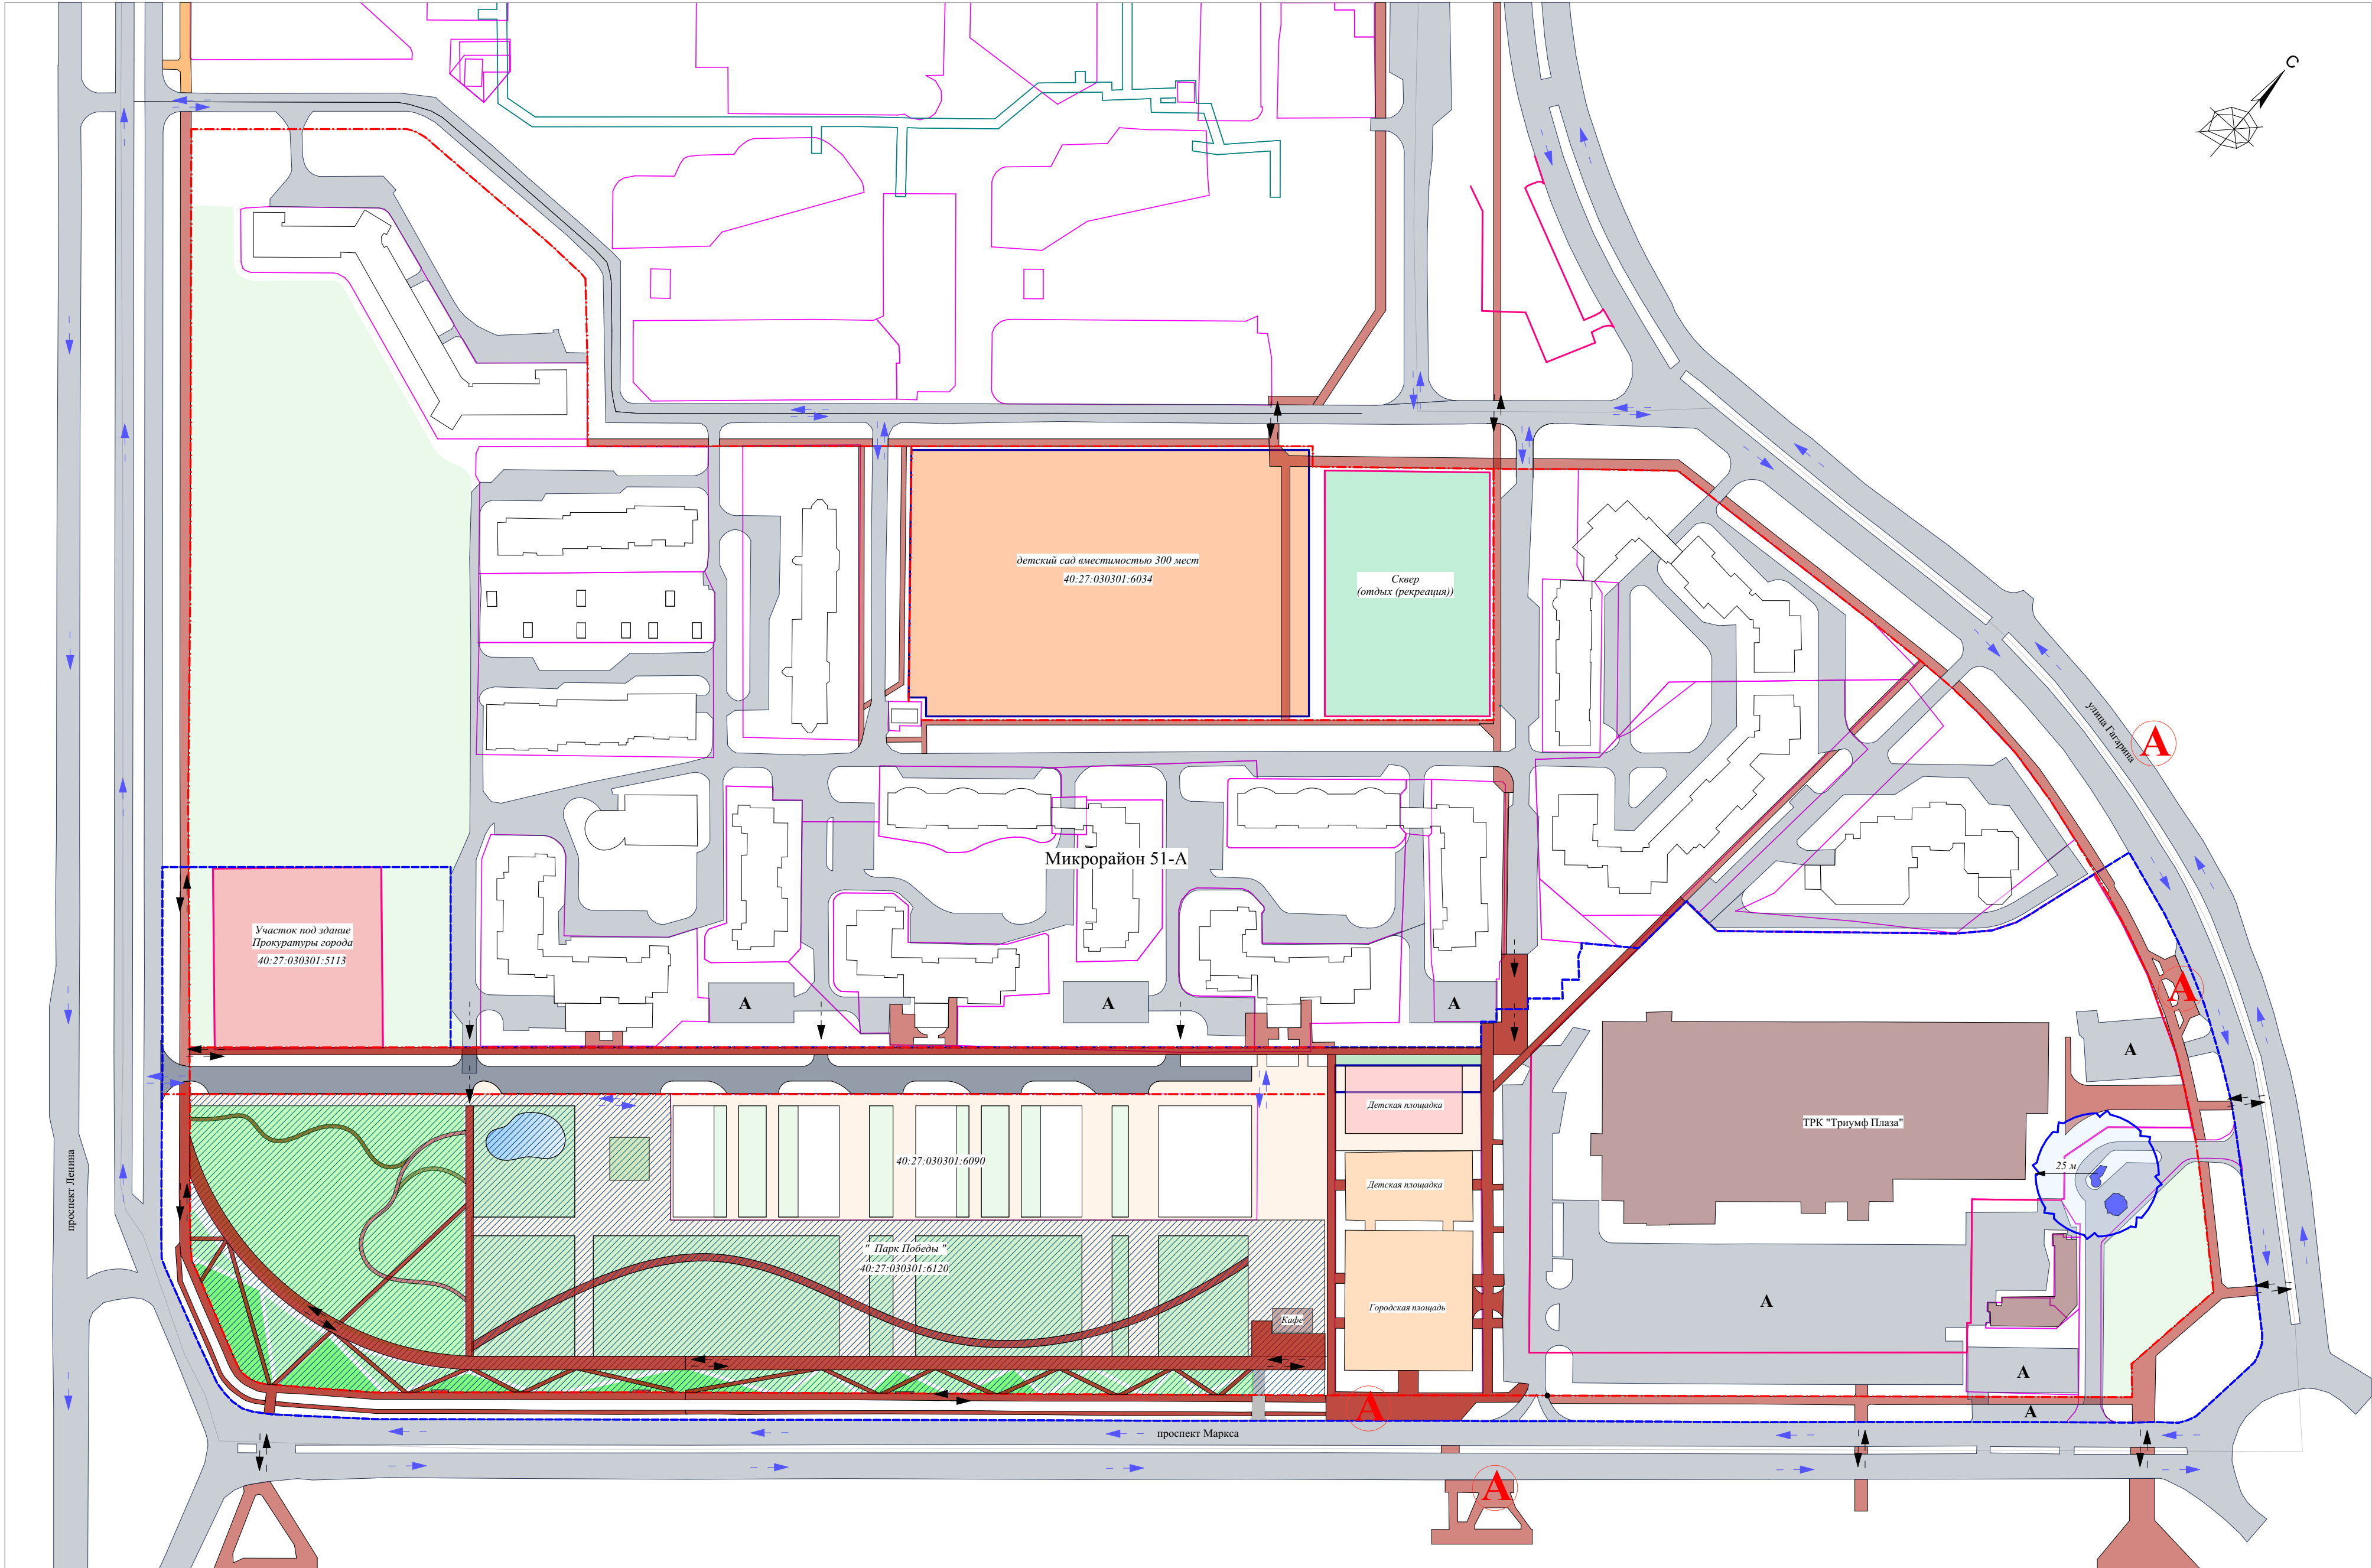 С
детский сад вместимостью 300 мест
40:27:030301:6034
Сквер
(отдых (рекреация))
улица Гагарина
А
Микрорайон 51-А
Участок под здание
Прокуратуры города
40:27:030301:5113
А
А
А
А
А
Детская площадка
ТРК "Триумф Плаза"
40:27:030301:6090
25 м
Детская площадка
проспект Ленина
" Парк Победы "
40:27:030301:6120
Городская площадь
А
Кафе
А
А
А
проспект Маркса
А